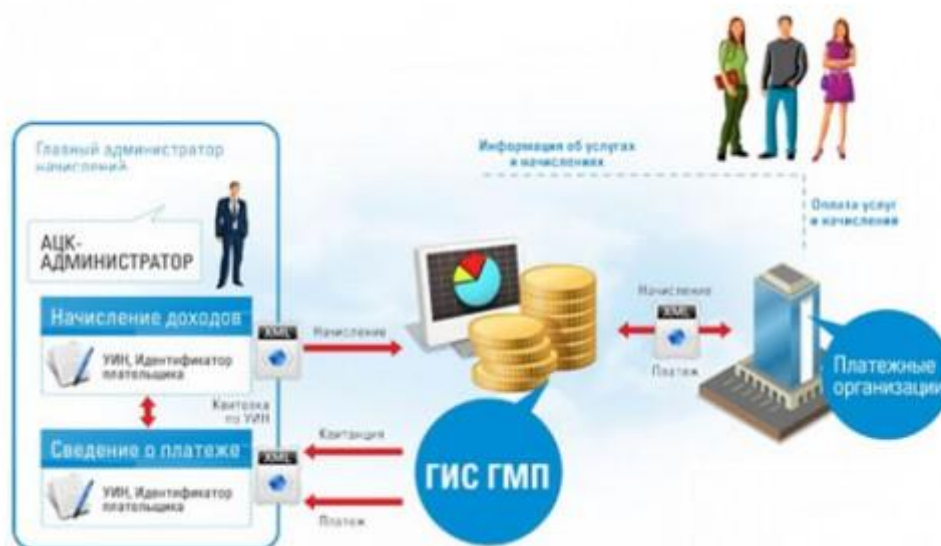 Главный администратор
начислений
АЦК-
АДМИНИСТРАТОР
Начисление доходов
УИН, Идентификатор
плательщика
Квитовка
по УИН
Сведение о платеже
УИН, Идентификатор
плательщика
XML
Начисление
XML
Квитанция
Платеж
ГИС ГМП
Информация об услугах
и начислениях
Оплата услуг
и начислений
Начисление
XML
Платеж
Платежные
организации